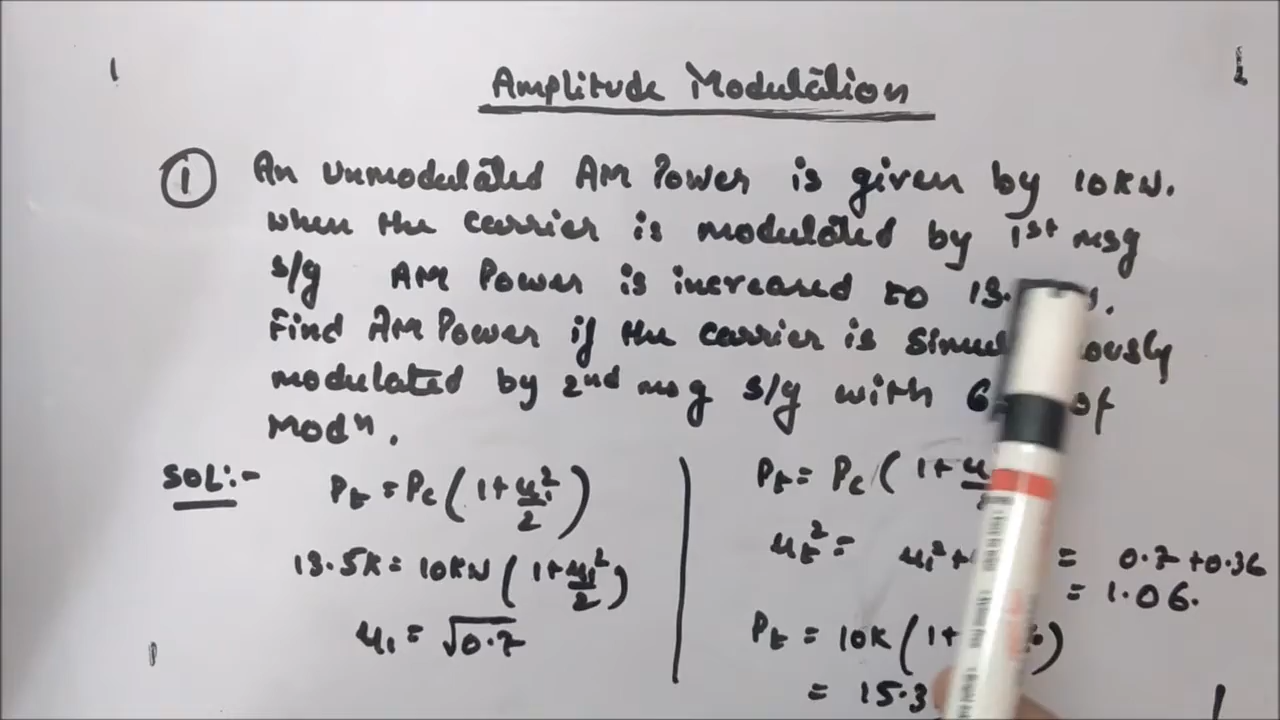 Amplitude Modulation
① An unmodulated AM Power is given by 10KW.
when the carrier is modulated by 1st msg
s/g AM Power is increased to 13.
Find AM Power if the carrier is
modulated by 2nd msg s/g with of
Modⁿ.
SOL:-
Pt = Pc (1 + μ1²/2)
13.5K = 10KW (1 + μ1²/2)
μ1 = √0.7
Pt = Pc (1 +
μt² = μ1² + = 0.7 + 0.36
= 1.06.
Pt = 10K (1 + )
= 15.3